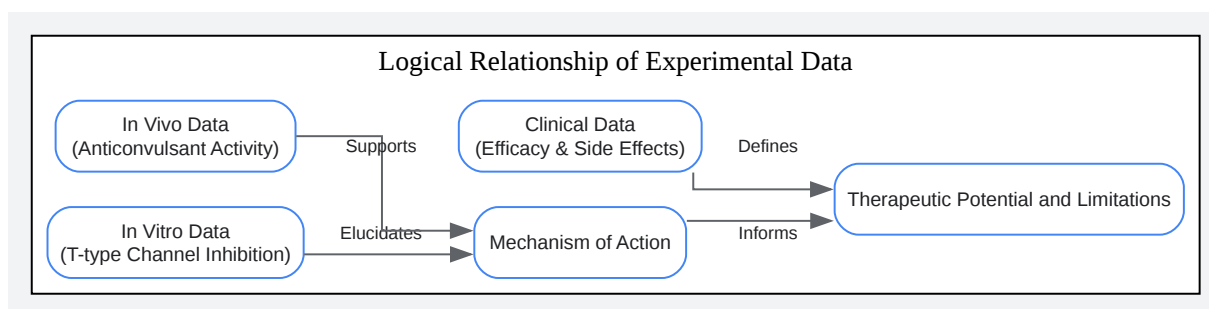 Logical Relationship of Experimental Data
In Vivo Data
(Anticonvulsant Activity)
Supports
Clinical Data
(Efficacy & Side Effects)
Defines
Therapeutic Potential and Limitations
In Vitro Data
(T-type Channel Inhibition)
Elucidates
Mechanism of Action
Informs